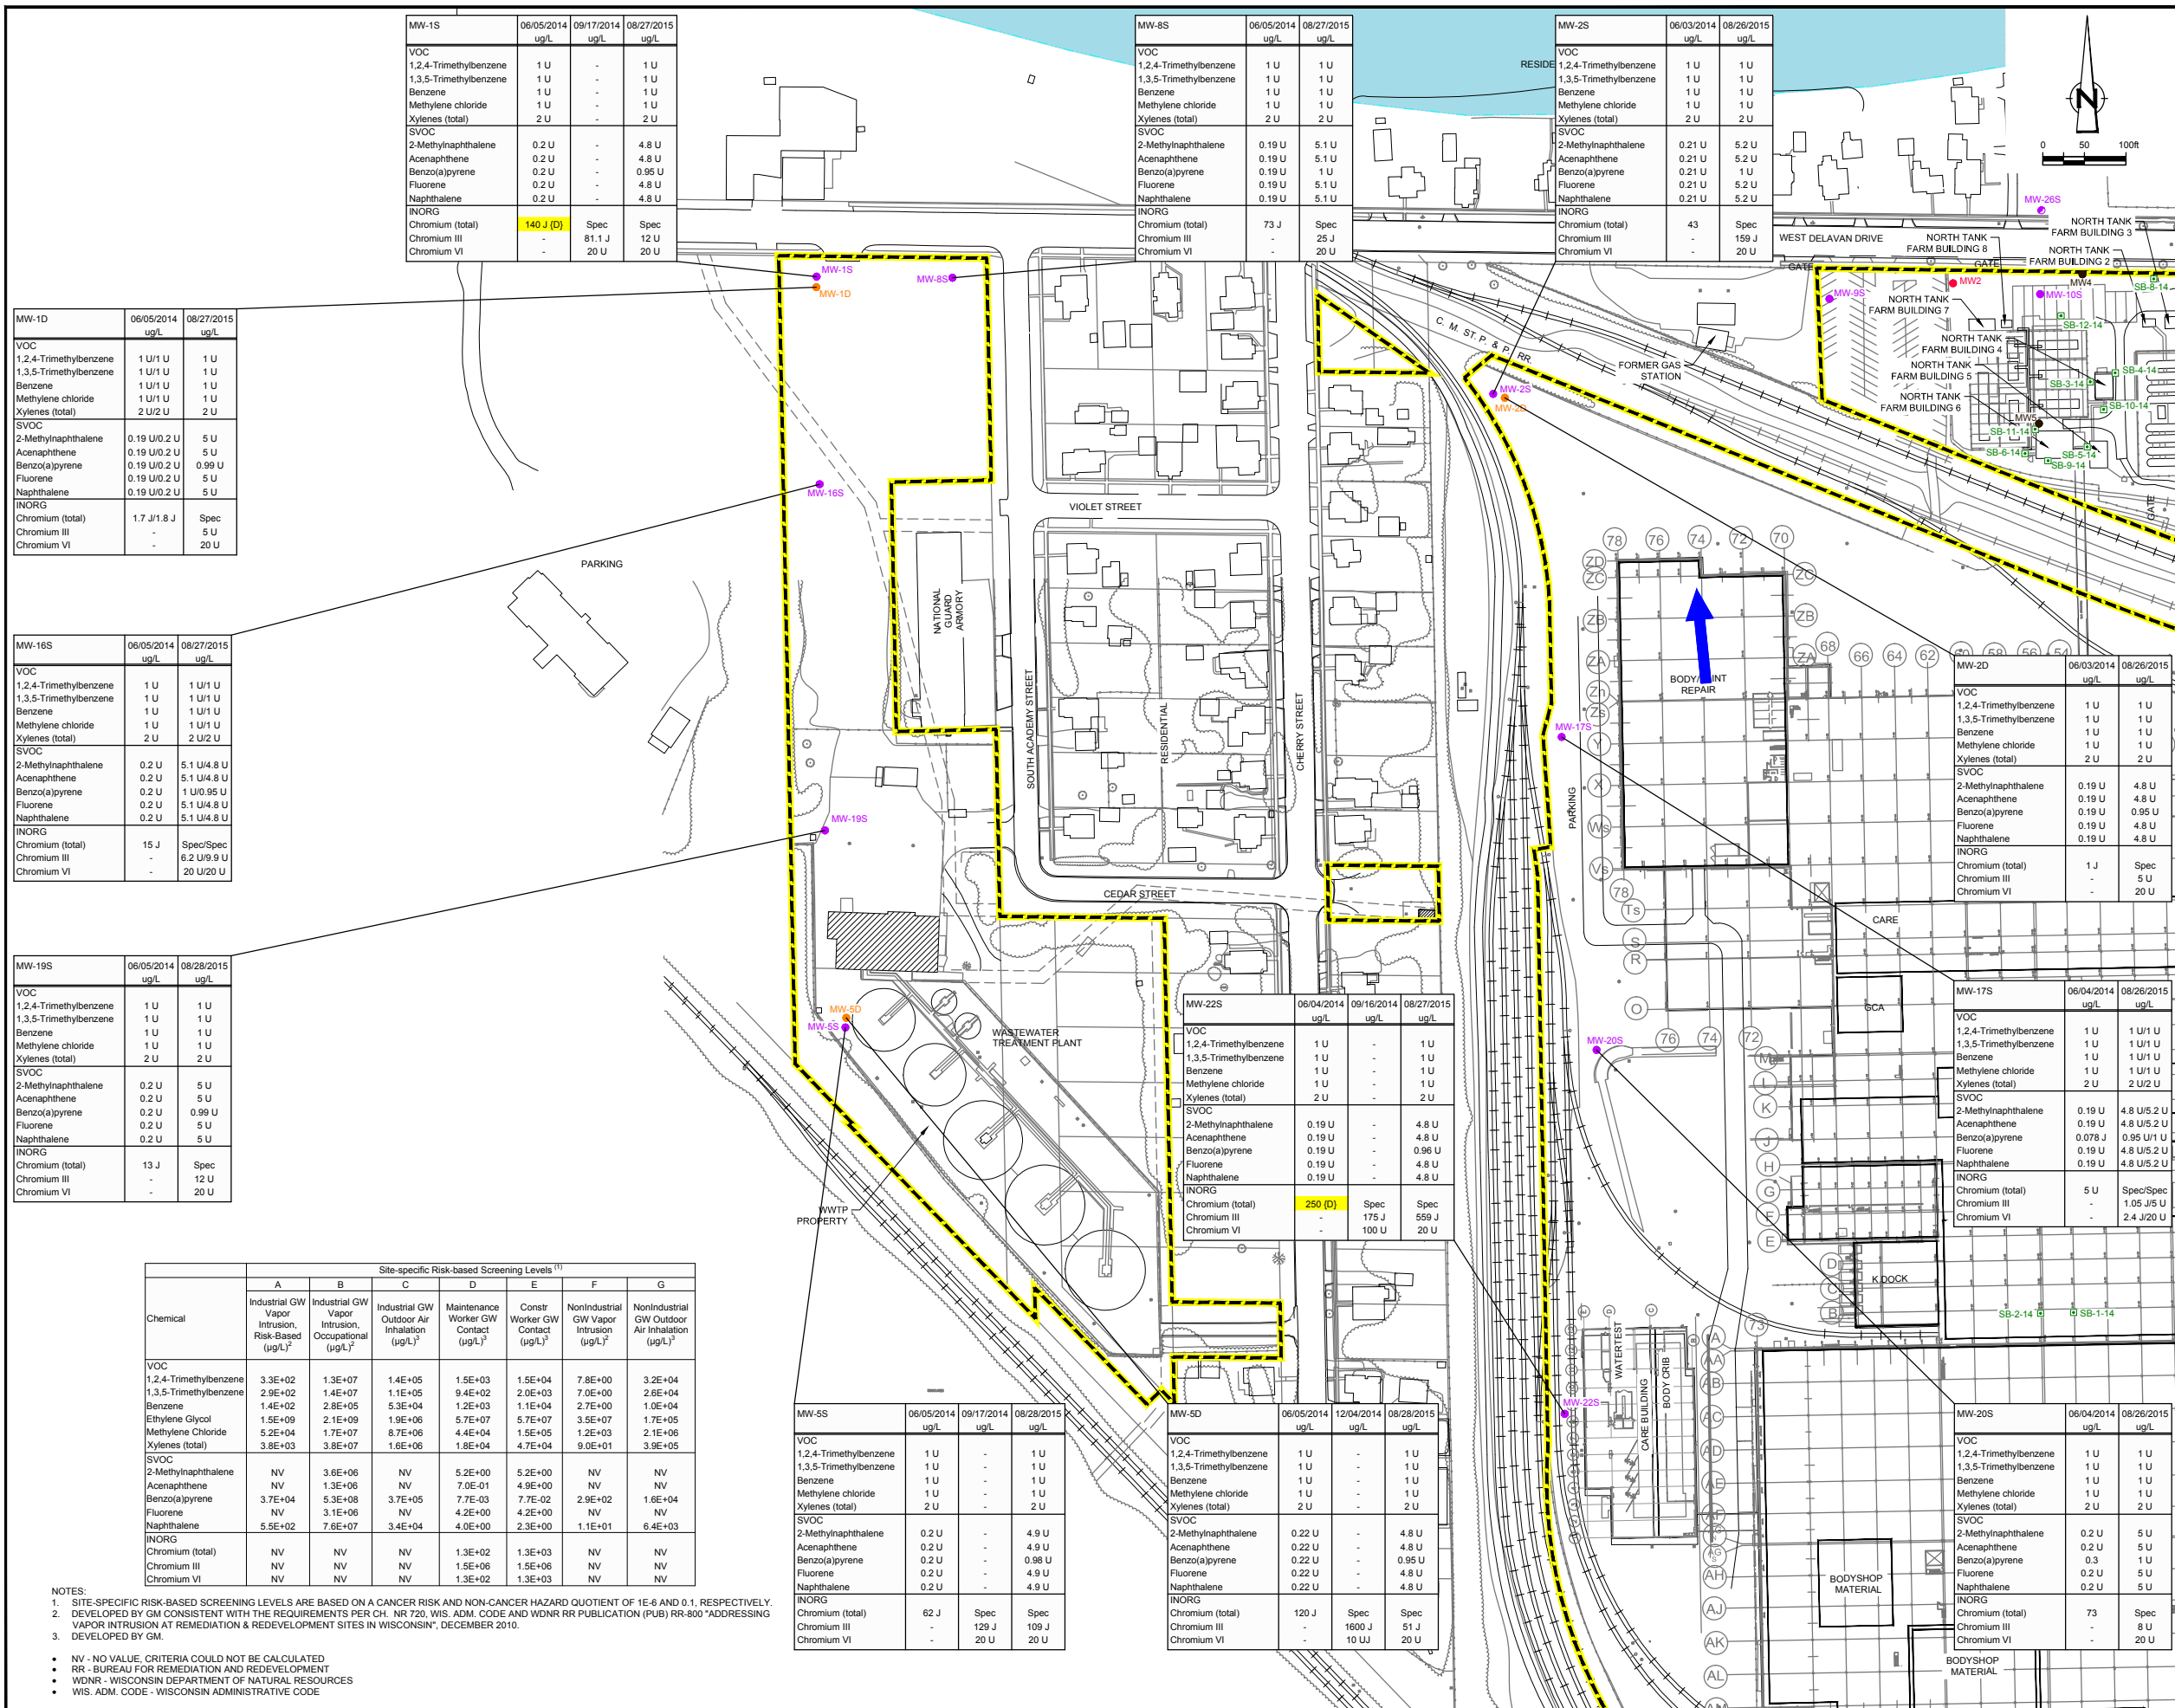 MW-1S 06/05/2014 09/17/2014 08/27/2015
ug/L ug/L ug/L
VOC
1,2,4-Trimethylbenzene 1 U - 1 U
1,3,5-Trimethylbenzene 1 U - 1 U
Benzene 1 U - 1 U
Methylene chloride 1 U - 1 U
Xylenes (total) 2 U - 2 U
SVOC
2-Methylnaphthalene 0.2 U - 4.8 U
Acenaphthene 0.2 U - 4.8 U
Benzo(a)pyrene 0.2 U - 0.95 U
Fluorene 0.2 U - 4.8 U
Naphthalene 0.2 U - 4.8 U
INORG
Chromium (total) 140 J {D} Spec Spec
Chromium III - 81.1 J 12 U
Chromium VI - 20 U 20 U
MW-8S 06/05/2014 08/27/2015
ug/L ug/L
VOC
1,2,4-Trimethylbenzene 1 U 1 U
1,3,5-Trimethylbenzene 1 U 1 U
Benzene 1 U 1 U
Methylene chloride 1 U 1 U
Xylenes (total) 2 U 2 U
SVOC
2-Methylnaphthalene 0.19 U 5.1 U
Acenaphthene 0.19 U 5.1 U
Benzo(a)pyrene 0.19 U 1 U
Fluorene 0.19 U 5.1 U
Naphthalene 0.19 U 5.1 U
INORG
Chromium (total) 73 J Spec
Chromium III - 25 J
Chromium VI - 20 U
RESIDE
MW-2S 06/03/2014 08/26/2015
ug/L ug/L
VOC
1,2,4-Trimethylbenzene 1 U 1 U
1,3,5-Trimethylbenzene 1 U 1 U
Benzene 1 U 1 U
Methylene chloride 1 U 1 U
Xylenes (total) 2 U 2 U
SVOC
2-Methylnaphthalene 0.21 U 5.2 U
Acenaphthene 0.21 U 5.2 U
Benzo(a)pyrene 0.21 U 1 U
Fluorene 0.21 U 5.2 U
Naphthalene 0.21 U 5.2 U
INORG
Chromium (total) 43 Spec
Chromium III - 159 J
Chromium VI - 20 U
N
0 50 100ft
MW-26S
NORTH TANK
FARM BUILDING 3
WEST DELAVAN DRIVE
NORTH TANK
FARM BUILDING 8
NORTH TANK
FARM BUILDING 2
GATE
GATE
MW-1S
MW-1D
MW-8S
MW-9S
MW2
MW4
MW-10S
SB-8-14
NORTH TANK
FARM BUILDING 7
SB-12-14
NORTH TANK
FARM BUILDING 4
NORTH TANK
FARM BUILDING 5
SB-3-14
SB-4-14
NORTH TANK
FARM BUILDING 6
SB-10-14
MW5
SB-11-14
SB-6-14
SB-5-14
SB-9-14
GATE
C. M. ST. P. & P. RR.
FORMER GAS
STATION
MW-2S
MW-2D
MW-1D 06/05/2014 08/27/2015
ug/L ug/L
VOC
1,2,4-Trimethylbenzene 1 U/1 U 1 U
1,3,5-Trimethylbenzene 1 U/1 U 1 U
Benzene 1 U/1 U 1 U
Methylene chloride 1 U/1 U 1 U
Xylenes (total) 2 U/2 U 2 U
SVOC
2-Methylnaphthalene 0.19 U/0.2 U 5 U
Acenaphthene 0.19 U/0.2 U 5 U
Benzo(a)pyrene 0.19 U/0.2 U 0.99 U
Fluorene 0.19 U/0.2 U 5 U
Naphthalene 0.19 U/0.2 U 5 U
INORG
Chromium (total) 1.7 J/1.8 J Spec
Chromium III - 5 U
Chromium VI - 20 U
MW-16S
VIOLET STREET
PARKING
NATIONAL
GUARD
ARMORY
SOUTH ACADEMY STREET
RESIDENTIAL
CHERRY STREET
78 76 74 72 70
ZD
ZC ZC
ZB ZB
ZA ZA
68 66 64 62 60 58 56 54
Zn
Zs
Y
X
Ws
Vs
78
Ts
S
R
O
BODY/PAINT
REPAIR
PARKING
MW-17S
MW-16S 06/05/2014 08/27/2015
ug/L ug/L
VOC
1,2,4-Trimethylbenzene 1 U 1 U/1 U
1,3,5-Trimethylbenzene 1 U 1 U/1 U
Benzene 1 U 1 U/1 U
Methylene chloride 1 U 1 U/1 U
Xylenes (total) 2 U 2 U/2 U
SVOC
2-Methylnaphthalene 0.2 U 5.1 U/4.8 U
Acenaphthene 0.2 U 5.1 U/4.8 U
Benzo(a)pyrene 0.2 U 1 U/0.95 U
Fluorene 0.2 U 5.1 U/4.8 U
Naphthalene 0.2 U 5.1 U/4.8 U
INORG
Chromium (total) 15 J Spec/Spec
Chromium III - 6.2 U/9.9 U
Chromium VI - 20 U/20 U
MW-2D 06/03/2014 08/26/2015
ug/L ug/L
VOC
1,2,4-Trimethylbenzene 1 U 1 U
1,3,5-Trimethylbenzene 1 U 1 U
Benzene 1 U 1 U
Methylene chloride 1 U 1 U
Xylenes (total) 2 U 2 U
SVOC
2-Methylnaphthalene 0.19 U 4.8 U
Acenaphthene 0.19 U 4.8 U
Benzo(a)pyrene 0.19 U 0.95 U
Fluorene 0.19 U 4.8 U
Naphthalene 0.19 U 4.8 U
INORG
Chromium (total) 1 J Spec
Chromium III - 5 U
Chromium VI - 20 U
MW-19S
CEDAR STREET
CARE
GCA
MW-19S 06/05/2014 08/28/2015
ug/L ug/L
VOC
1,2,4-Trimethylbenzene 1 U 1 U
1,3,5-Trimethylbenzene 1 U 1 U
Benzene 1 U 1 U
Methylene chloride 1 U 1 U
Xylenes (total) 2 U 2 U
SVOC
2-Methylnaphthalene 0.2 U 5 U
Acenaphthene 0.2 U 5 U
Benzo(a)pyrene 0.2 U 0.99 U
Fluorene 0.2 U 5 U
Naphthalene 0.2 U 5 U
INORG
Chromium (total) 13 J Spec
Chromium III - 12 U
Chromium VI - 20 U
MW-5D
MW-5S
WASTEWATER
TREATMENT PLANT
WWTP
PROPERTY
MW-22S 06/04/2014 09/16/2014 08/27/2015
ug/L ug/L ug/L
VOC
1,2,4-Trimethylbenzene 1 U - 1 U
1,3,5-Trimethylbenzene 1 U - 1 U
Benzene 1 U - 1 U
Methylene chloride 1 U - 1 U
Xylenes (total) 2 U - 2 U
SVOC
2-Methylnaphthalene 0.19 U - 4.8 U
Acenaphthene 0.19 U - 4.8 U
Benzo(a)pyrene 0.19 U - 0.96 U
Fluorene 0.19 U - 4.8 U
Naphthalene 0.19 U - 4.8 U
INORG
Chromium (total) 250 {D} Spec Spec
Chromium III - 175 J 559 J
Chromium VI - 100 U 20 U
MW-20S
76 74 72
M
L
K
J
H
G
F
E
D
C
B
K.DOCK
SB-2-14
SB-1-14
73
MW-17S 06/04/2014 08/26/2015
ug/L ug/L
VOC
1,2,4-Trimethylbenzene 1 U 1 U/1 U
1,3,5-Trimethylbenzene 1 U 1 U/1 U
Benzene 1 U 1 U/1 U
Methylene chloride 1 U 1 U/1 U
Xylenes (total) 2 U 2 U/2 U
SVOC
2-Methylnaphthalene 0.19 U 4.8 U/5.2 U
Acenaphthene 0.19 U 4.8 U/5.2 U
Benzo(a)pyrene 0.078 J 0.95 U/1 U
Fluorene 0.19 U 4.8 U/5.2 U
Naphthalene 0.19 U 4.8 U/5.2 U
INORG
Chromium (total) 5 U Spec/Spec
Chromium III - 1.05 J/5 U
Chromium VI - 2.4 J/20 U
Site-specific Risk-based Screening Levels (1)
A B C D E F G
Chemical
Industrial GW Vapor Intrusion, Risk-Based (µg/L)2
Industrial GW Vapor Intrusion, Occupational (µg/L)2
Industrial GW Outdoor Air Inhalation (µg/L)3
Maintenance Worker GW Contact (µg/L)3
Constr Worker GW Contact (µg/L)3
NonIndustrial GW Vapor Intrusion (µg/L)2
NonIndustrial GW Outdoor Air Inhalation (µg/L)3
VOC
1,2,4-Trimethylbenzene 3.3E+02 1.3E+07 1.4E+05 1.5E+03 1.5E+04 7.8E+00 3.2E+04
1,3,5-Trimethylbenzene 2.9E+02 1.4E+07 1.1E+05 9.4E+02 2.0E+03 7.0E+00 2.6E+04
Benzene 1.4E+02 2.8E+05 5.3E+04 1.2E+03 1.1E+04 2.7E+00 1.0E+04
Ethylene Glycol 1.5E+09 2.1E+09 1.9E+06 5.7E+07 5.7E+07 3.5E+07 1.7E+05
Methylene Chloride 5.2E+04 1.7E+07 8.7E+06 4.4E+04 1.5E+05 1.2E+03 2.1E+06
Xylenes (total) 3.8E+03 3.8E+07 1.6E+06 1.8E+04 4.7E+04 9.0E+01 3.9E+05
SVOC
2-Methylnaphthalene NV 3.6E+06 NV 5.2E+00 5.2E+00 NV NV
Acenaphthene NV 1.3E+06 NV 7.0E-01 4.9E+00 NV NV
Benzo(a)pyrene 3.7E+04 5.3E+08 3.7E+05 7.7E-03 7.7E-02 2.9E+02 1.6E+04
Fluorene NV 3.1E+06 NV 4.2E+00 4.2E+00 NV NV
Naphthalene 5.5E+02 7.6E+07 3.4E+04 4.0E+00 2.3E+00 1.1E+01 6.4E+03
INORG
Chromium (total) NV NV NV 1.3E+02 1.3E+03 NV NV
Chromium III NV NV NV 1.5E+06 1.5E+06 NV NV
Chromium VI NV NV NV 1.3E+02 1.3E+03 NV NV
WATERTEST
CARE BUILDING
BODY CRIB
MW-22S
A
AA
AB
AC
AD
AE
AF
AG
AH
AJ
AK
AL
AM
BODYSHOP
MATERIAL
BODYSHOP
MATERIAL
MW-5S 06/05/2014 09/17/2014 08/28/2015
ug/L ug/L ug/L
VOC
1,2,4-Trimethylbenzene 1 U - 1 U
1,3,5-Trimethylbenzene 1 U - 1 U
Benzene 1 U - 1 U
Methylene chloride 1 U - 1 U
Xylenes (total) 2 U - 2 U
SVOC
2-Methylnaphthalene 0.2 U - 4.9 U
Acenaphthene 0.2 U - 4.9 U
Benzo(a)pyrene 0.2 U - 0.98 U
Fluorene 0.2 U - 4.9 U
Naphthalene 0.2 U - 4.9 U
INORG
Chromium (total) 62 J Spec Spec
Chromium III - 129 J 109 J
Chromium VI - 20 U 20 U
MW-5D 06/05/2014 12/04/2014 08/28/2015
ug/L ug/L ug/L
VOC
1,2,4-Trimethylbenzene 1 U - 1 U
1,3,5-Trimethylbenzene 1 U - 1 U
Benzene 1 U - 1 U
Methylene chloride 1 U - 1 U
Xylenes (total) 2 U - 2 U
SVOC
2-Methylnaphthalene 0.22 U - 4.8 U
Acenaphthene 0.22 U - 4.8 U
Benzo(a)pyrene 0.22 U - 0.95 U
Fluorene 0.22 U - 4.8 U
Naphthalene 0.22 U - 4.8 U
INORG
Chromium (total) 120 J Spec Spec
Chromium III - 1600 J 51 J
Chromium VI - 10 UJ 20 U
MW-20S 06/04/2014 08/26/2015
ug/L ug/L
VOC
1,2,4-Trimethylbenzene 1 U 1 U
1,3,5-Trimethylbenzene 1 U 1 U
Benzene 1 U 1 U
Methylene chloride 1 U 1 U
Xylenes (total) 2 U 2 U
SVOC
2-Methylnaphthalene 0.2 U 5 U
Acenaphthene 0.2 U 5 U
Benzo(a)pyrene 0.3 1 U
Fluorene 0.2 U 5 U
Naphthalene 0.2 U 5 U
INORG
Chromium (total) 73 Spec
Chromium III - 8 U
Chromium VI - 20 U
NOTES:
1. SITE-SPECIFIC RISK-BASED SCREENING LEVELS ARE BASED ON A CANCER RISK AND NON-CANCER HAZARD QUOTIENT OF 1E-6 AND 0.1, RESPECTIVELY.
2. DEVELOPED BY GM CONSISTENT WITH THE REQUIREMENTS PER CH. NR 720, WIS. ADM. CODE AND WDNR RR PUBLICATION (PUB) RR-800 "ADDRESSING
VAPOR INTRUSION AT REMEDIATION & REDEVELOPMENT SITES IN WISCONSIN", DECEMBER 2010.
3. DEVELOPED BY GM.
• NV - NO VALUE, CRITERIA COULD NOT BE CALCULATED
• RR - BUREAU FOR REMEDIATION AND REDEVELOPMENT
• WDNR - WISCONSIN DEPARTMENT OF NATURAL RESOURCES
• WIS. ADM. CODE - WISCONSIN ADMINISTRATIVE CODE